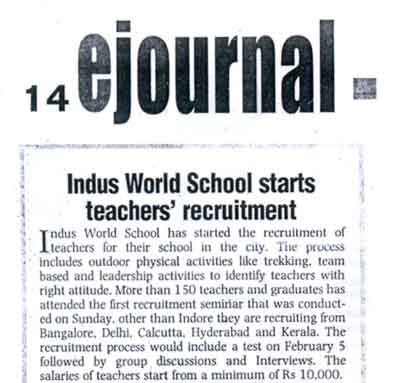 14 ejournal
Indus World School starts
teachers' recruitment
Indus World School has started the recruitment of
teachers for their school in the city. The process
includes outdoor physical activities like trekking, team
based and leadership activities to identify teachers with
right attitude. More than 150 teachers and graduates has
attended the first recruitment seminar that was conduct-
ed on Sunday. other than Indore they are recruiting from
Bangalore, Delhi, Calcutta, Hyderabad and Kerala. The
recruitment process would include a test on February 5
followed by group discussions and Interviews. The
salaries of teachers start from a minimum of Rs 10,000.